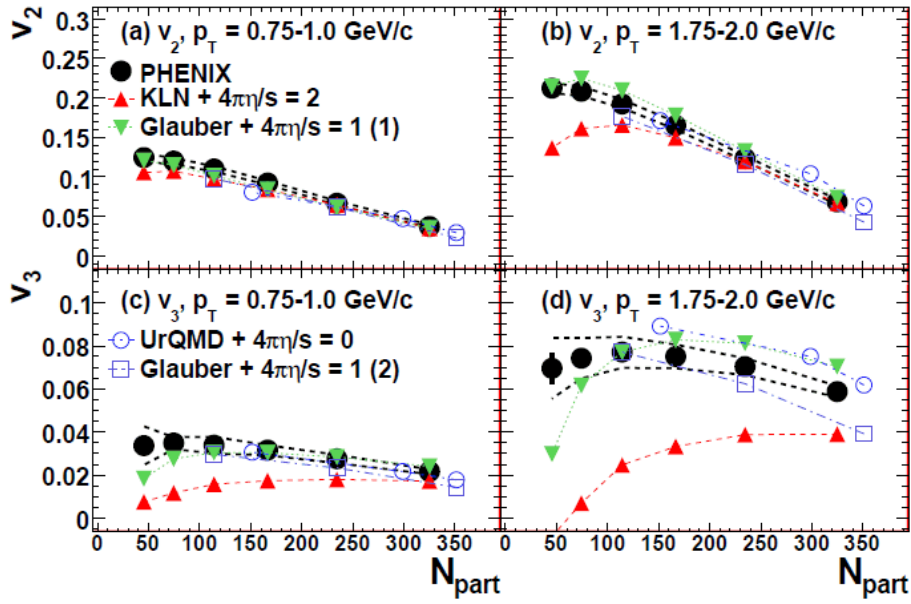 v2
0.3
0.25
0.2
0.15
0.1
0.05
0
(a) v2, pT = 0.75-1.0 GeV/c
PHENIX
KLN + 4πη/s = 2
Glauber + 4πη/s = 1 (1)
(b) v2, pT = 1.75-2.0 GeV/c
v3
0.1
0.08
0.06
0.04
0.02
0
(c) v3, pT = 0.75-1.0 GeV/c
UrQMD + 4πη/s = 0
Glauber + 4πη/s = 1 (2)
(d) v3, pT = 1.75-2.0 GeV/c
0 50 100 150 200 250 300 350
0 50 100 150 200 250 300 350
Npart
Npart